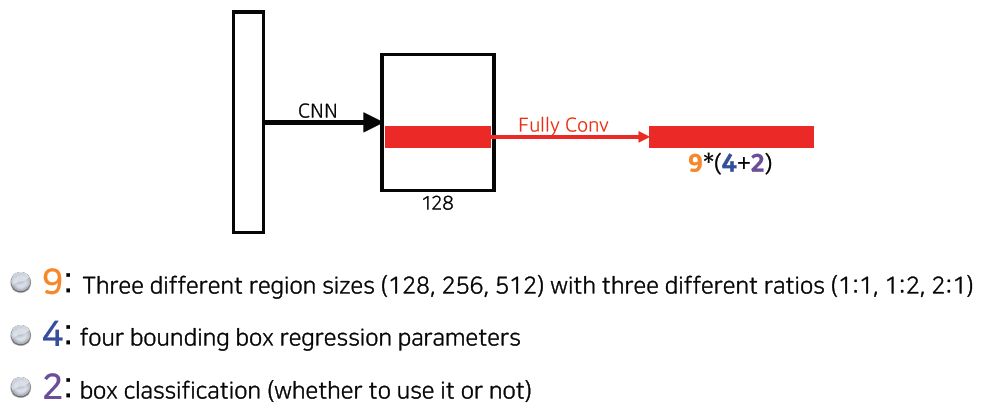 CNN
Fully Conv
9*(4+2)
128
9: Three different region sizes (128, 256, 512) with three different ratios (1:1, 1:2, 2:1)
4: four bounding box regression parameters
2: box classification (whether to use it or not)